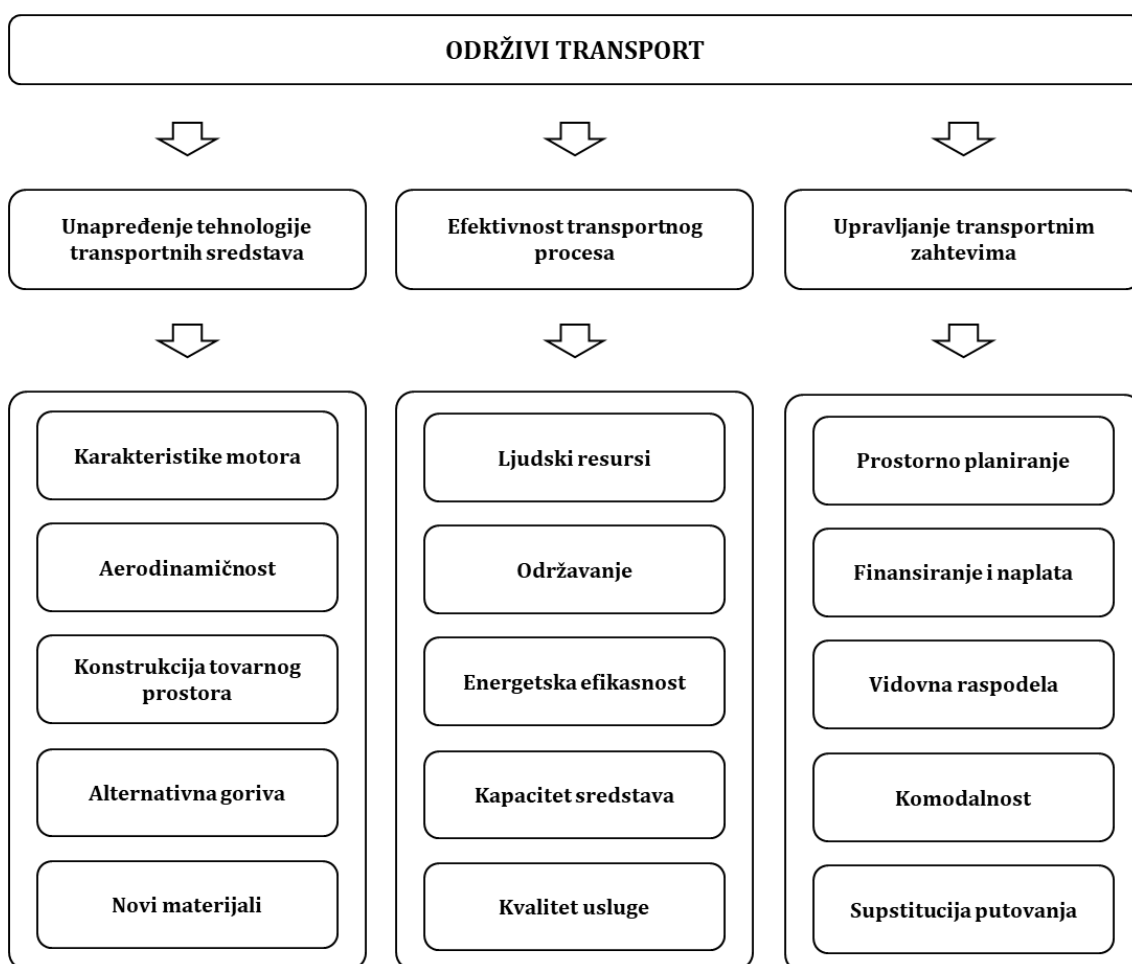 ODRŽIVI TRANSPORT
Unapređenje tehnologije
transportnih sredstava
Efektivnost transportnog
procesa
Upravljanje transportnim
zahtevima
Karakteristike motora
Aerodinamičnost
Konstrukcija tovarnog
prostora
Alternativna goriva
Novi materijali
Ljudski resursi
Održavanje
Energetska efikasnost
Kapacitet sredstava
Kvalitet usluge
Prostorno planiranje
Finansiranje i naplata
Vidovna raspodela
Komodalnost
Supstitucija putovanja